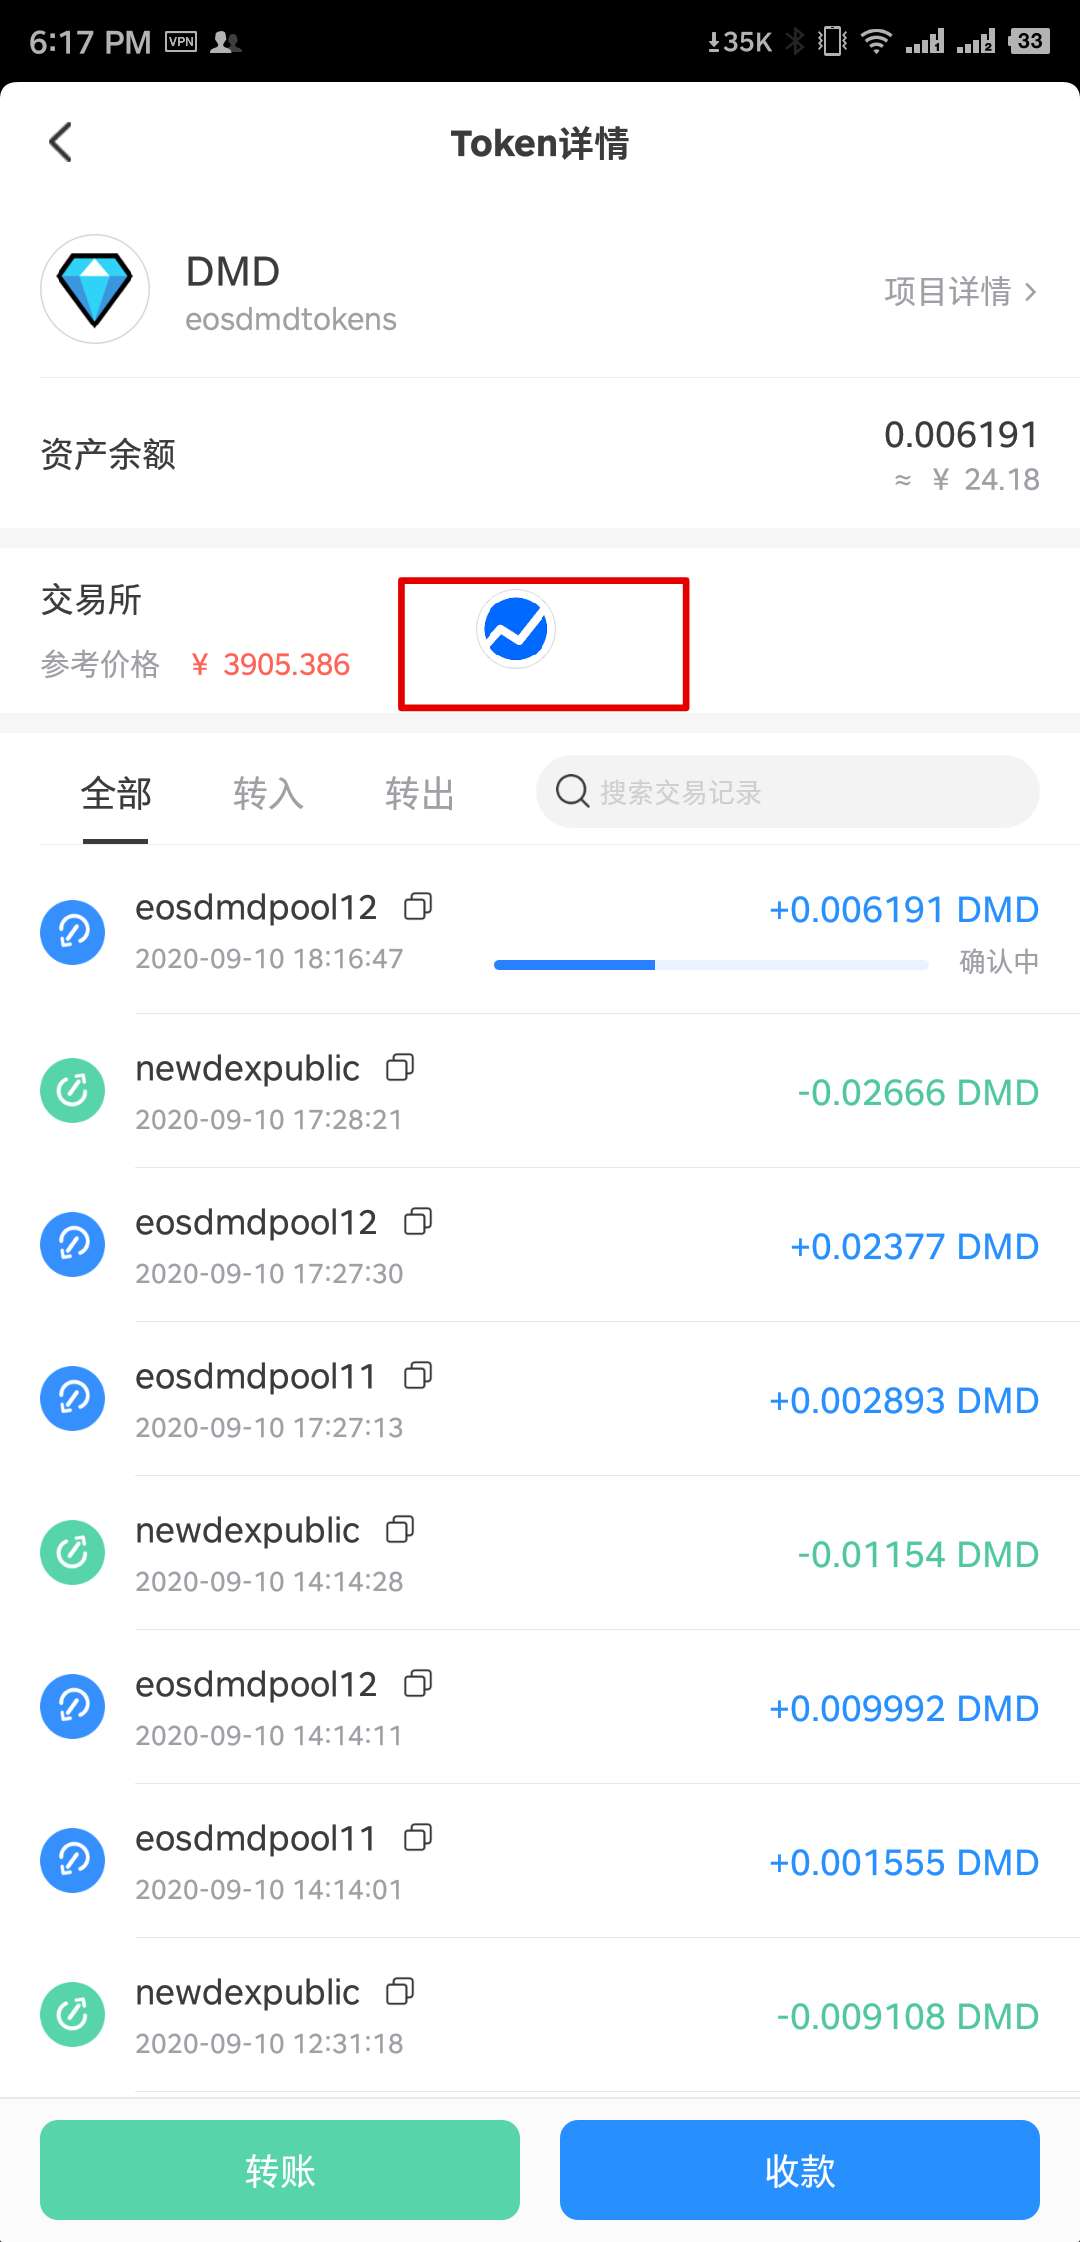 6:17 PM VPN 35K 1 2 33
Token详情
DMD
eosdmdtokens
项目详情
资产余额
0.006191
≈ ¥ 24.18
交易所
参考价格 ¥ 3905.386
全部 转入 转出 搜索交易记录
eosdmdpool12 +0.006191 DMD
2020-09-10 18:16:47 确认中
newdexpublic
2020-09-10 17:28:21
-0.02666 DMD
eosdmdpool12
2020-09-10 17:27:30
+0.02377 DMD
eosdmdpool11
2020-09-10 17:27:13
+0.002893 DMD
newdexpublic
2020-09-10 14:14:28
-0.01154 DMD
eosdmdpool12
2020-09-10 14:14:11
+0.009992 DMD
eosdmdpool11
2020-09-10 14:14:01
+0.001555 DMD
newdexpublic
2020-09-10 12:31:18
-0.009108 DMD
转账 收款